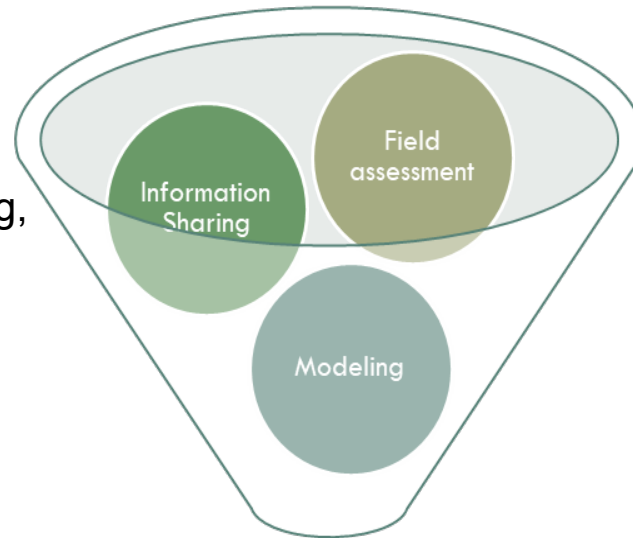 Field
assessment
Information
Sharing
g,
Modeling